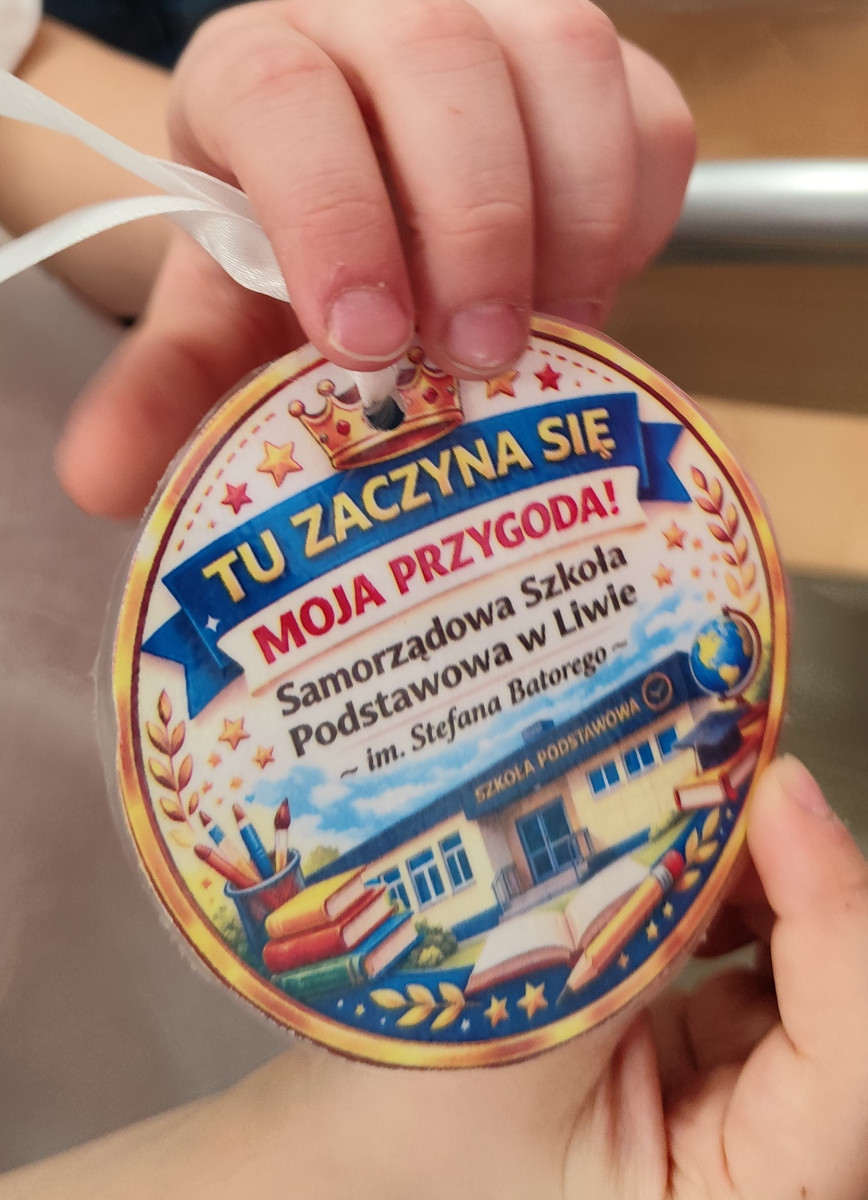 TU ZACZYNA SIĘ
MOJA PRZYGODA!
Samorządowa Szkoła
Podstawowa w Liwie
~ im. Stefana Batorego ~
SZKOŁA PODSTAWOWA